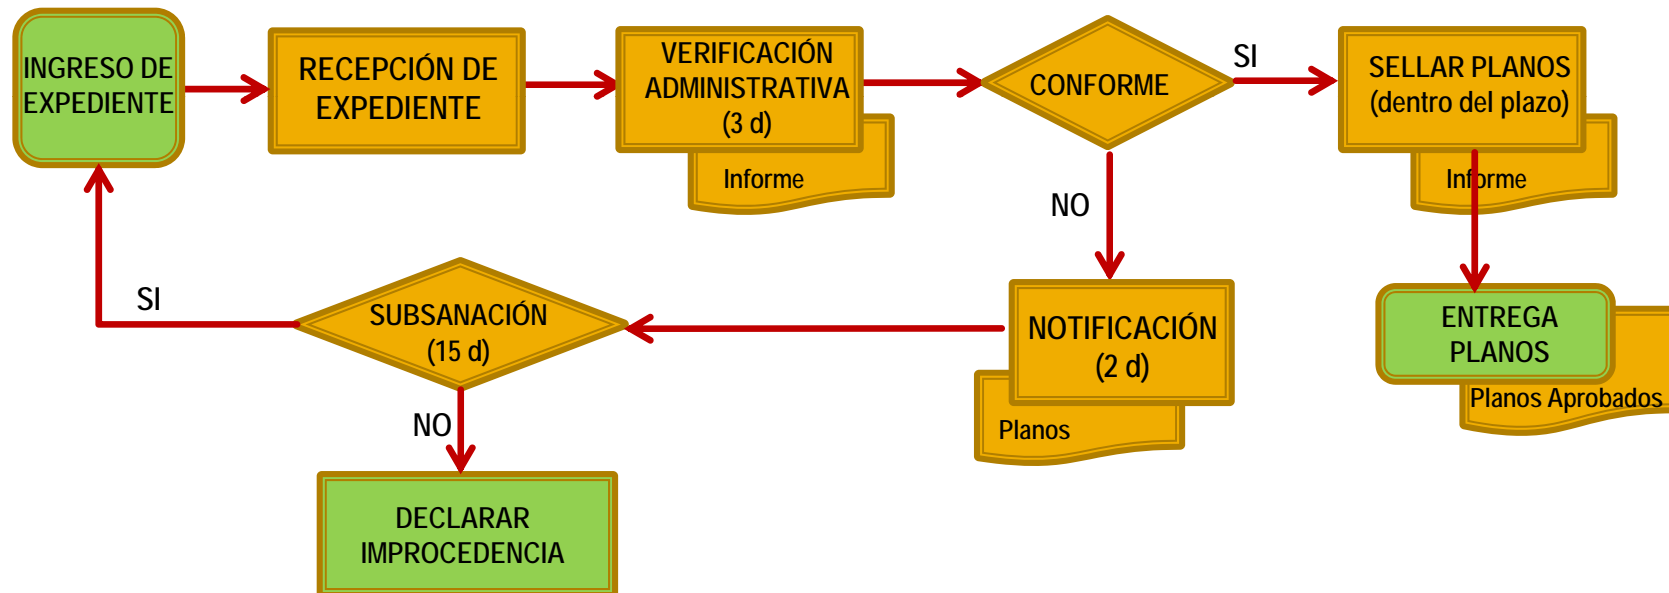 INGRESO DE
EXPEDIENTE
RECEPCIÓN DE
EXPEDIENTE
VERIFICACIÓN
ADMINISTRATIVA
(3 d)
Informe
CONFORME
SI
SELLAR PLANOS
(dentro del plazo)
Informe
NO
SI
SUBSANACIÓN
(15 d)
NOTIFICACIÓN
(2 d)
Planos
ENTREGA
PLANOS
Planos Aprobados
NO
DECLARAR
IMPROCEDENCIA